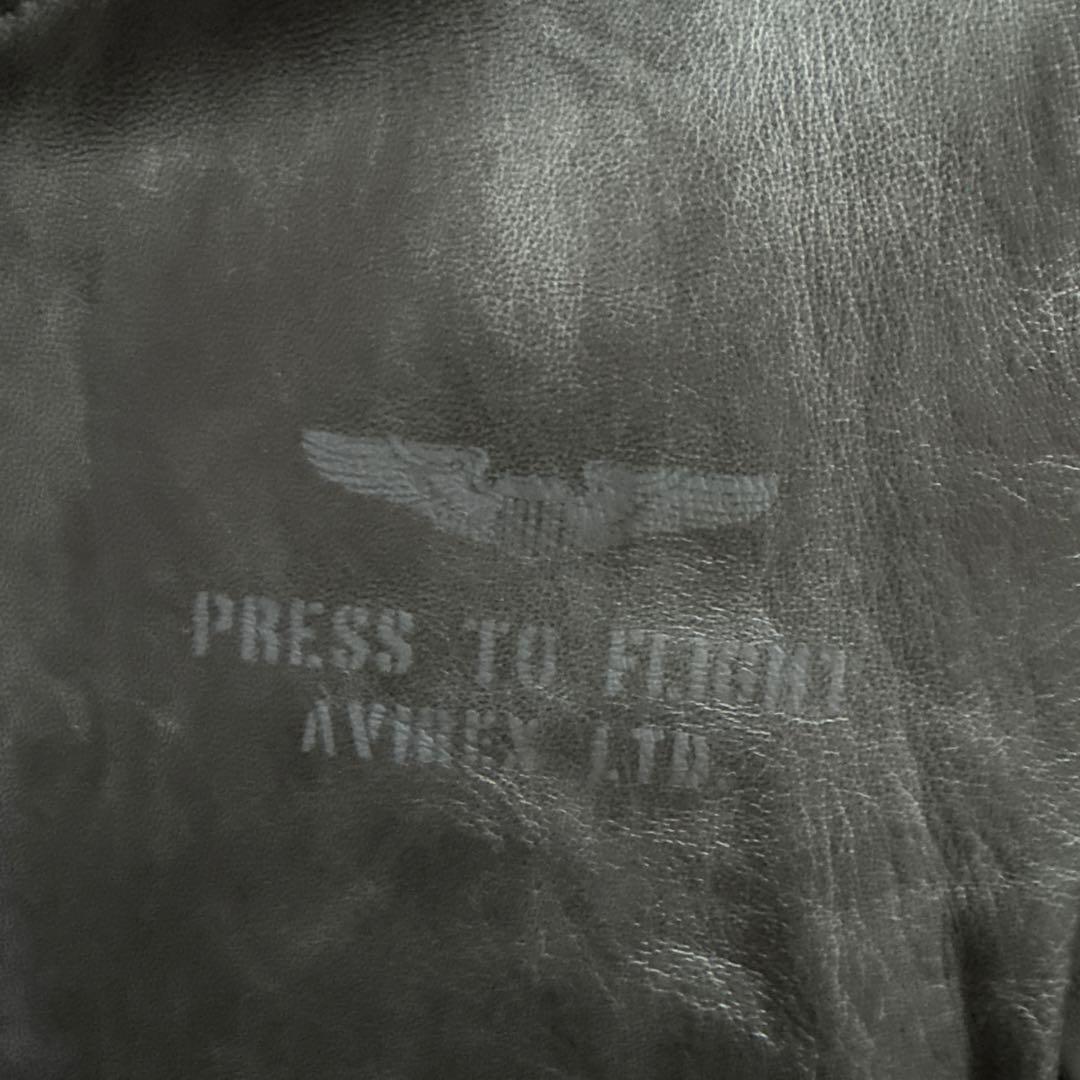 PRESS TO FLIGHT
AVIREX LTD.